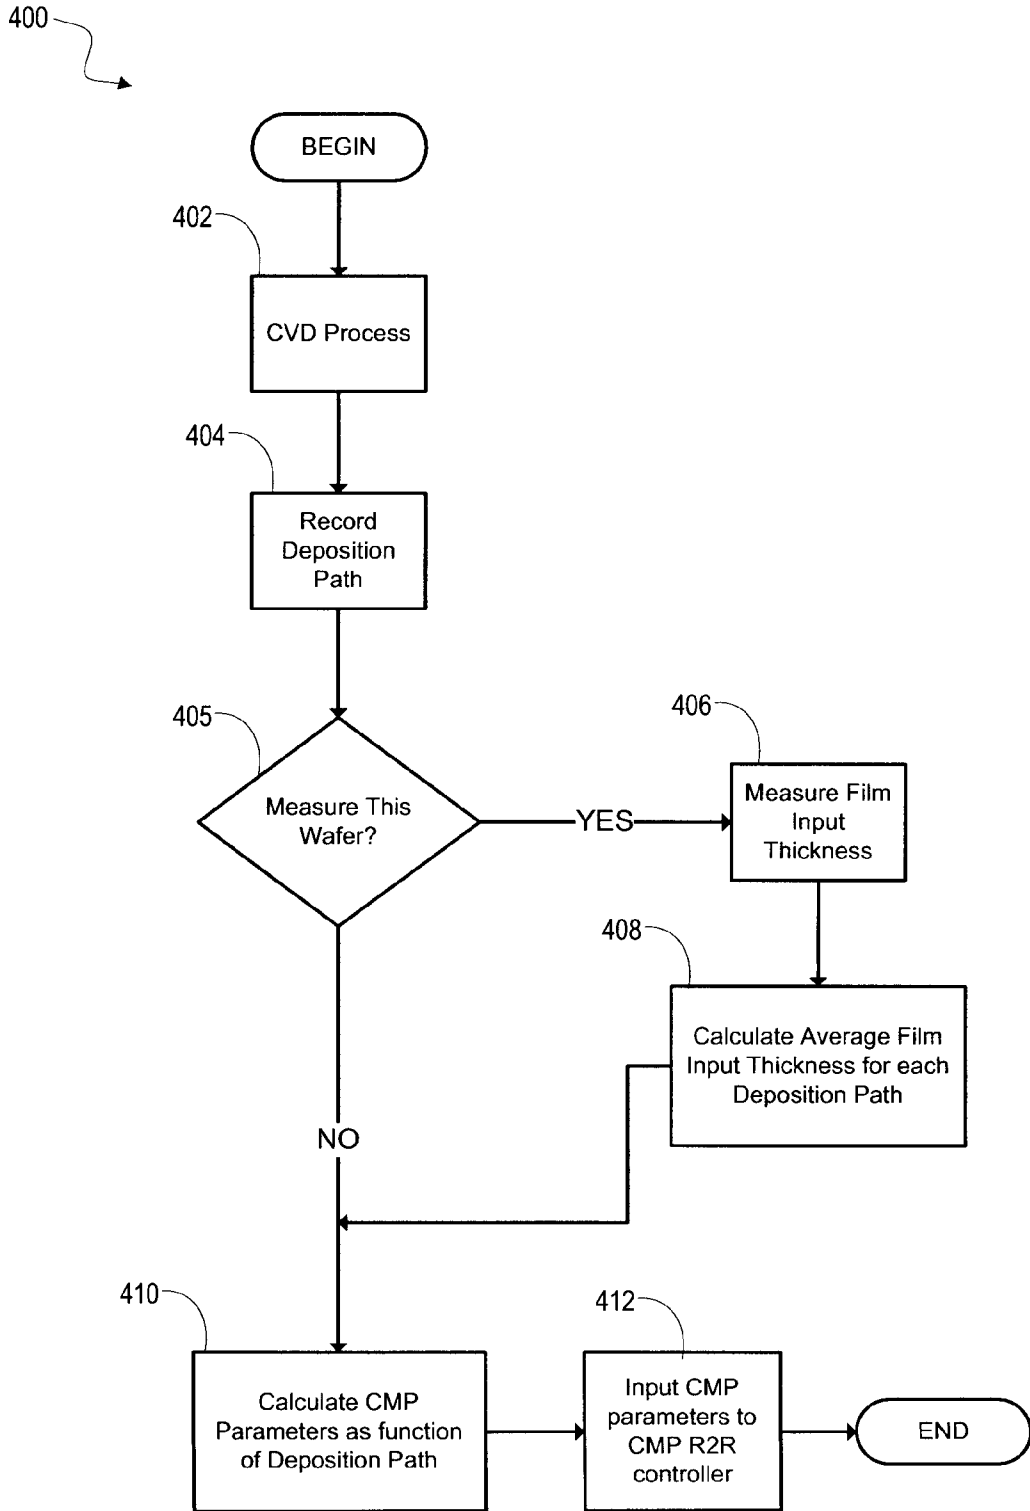 400
BEGIN
402
CVD Process
404
Record
Deposition
Path
405
Measure This
Wafer?
YES
406
Measure Film
Input
Thickness
408
Calculate Average Film
Input Thickness for each
Deposition Path
NO
410
Calculate CMP
Parameters as function
of Deposition Path
412
Input CMP
parameters to
CMP R2R
controller
END